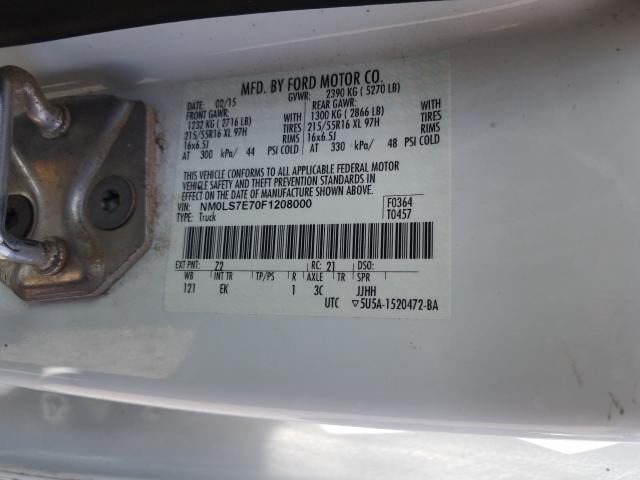 MFD. BY FORD MOTOR CO.
DATE: 02/15 GVWR: 2390 KG ( 5270 LB)
FRONT GAWR: REAR GAWR:
1232 KG ( 2716 LB) WITH 1300 KG ( 2866 LB) WITH
215/55R16 XL 97H TIRES 215/55R16 XL 97H TIRES
16x6.5J RIMS 16x6.5J RIMS
AT 300 kPa/ 44 PSI COLD AT 330 kPa/ 48 PSI COLD
THIS VEHICLE CONFORMS TO ALL APPLICABLE FEDERAL MOTOR
VEHICLE SAFETY AND THEFT PREVENTION STANDARDS IN
EFFECT ON THE DATE OF MANUFACTURE SHOWN ABOVE.
VIN: NM0LS7E70F1208000 F0364
TYPE: Truck T0457
EXT PNT: Z2 RC: 21 DSO:
WB INT TR TP/PS R AXLE TR SPR
121 EK 1 3C JJHH
UTC ▽5U5A-1520472-BA